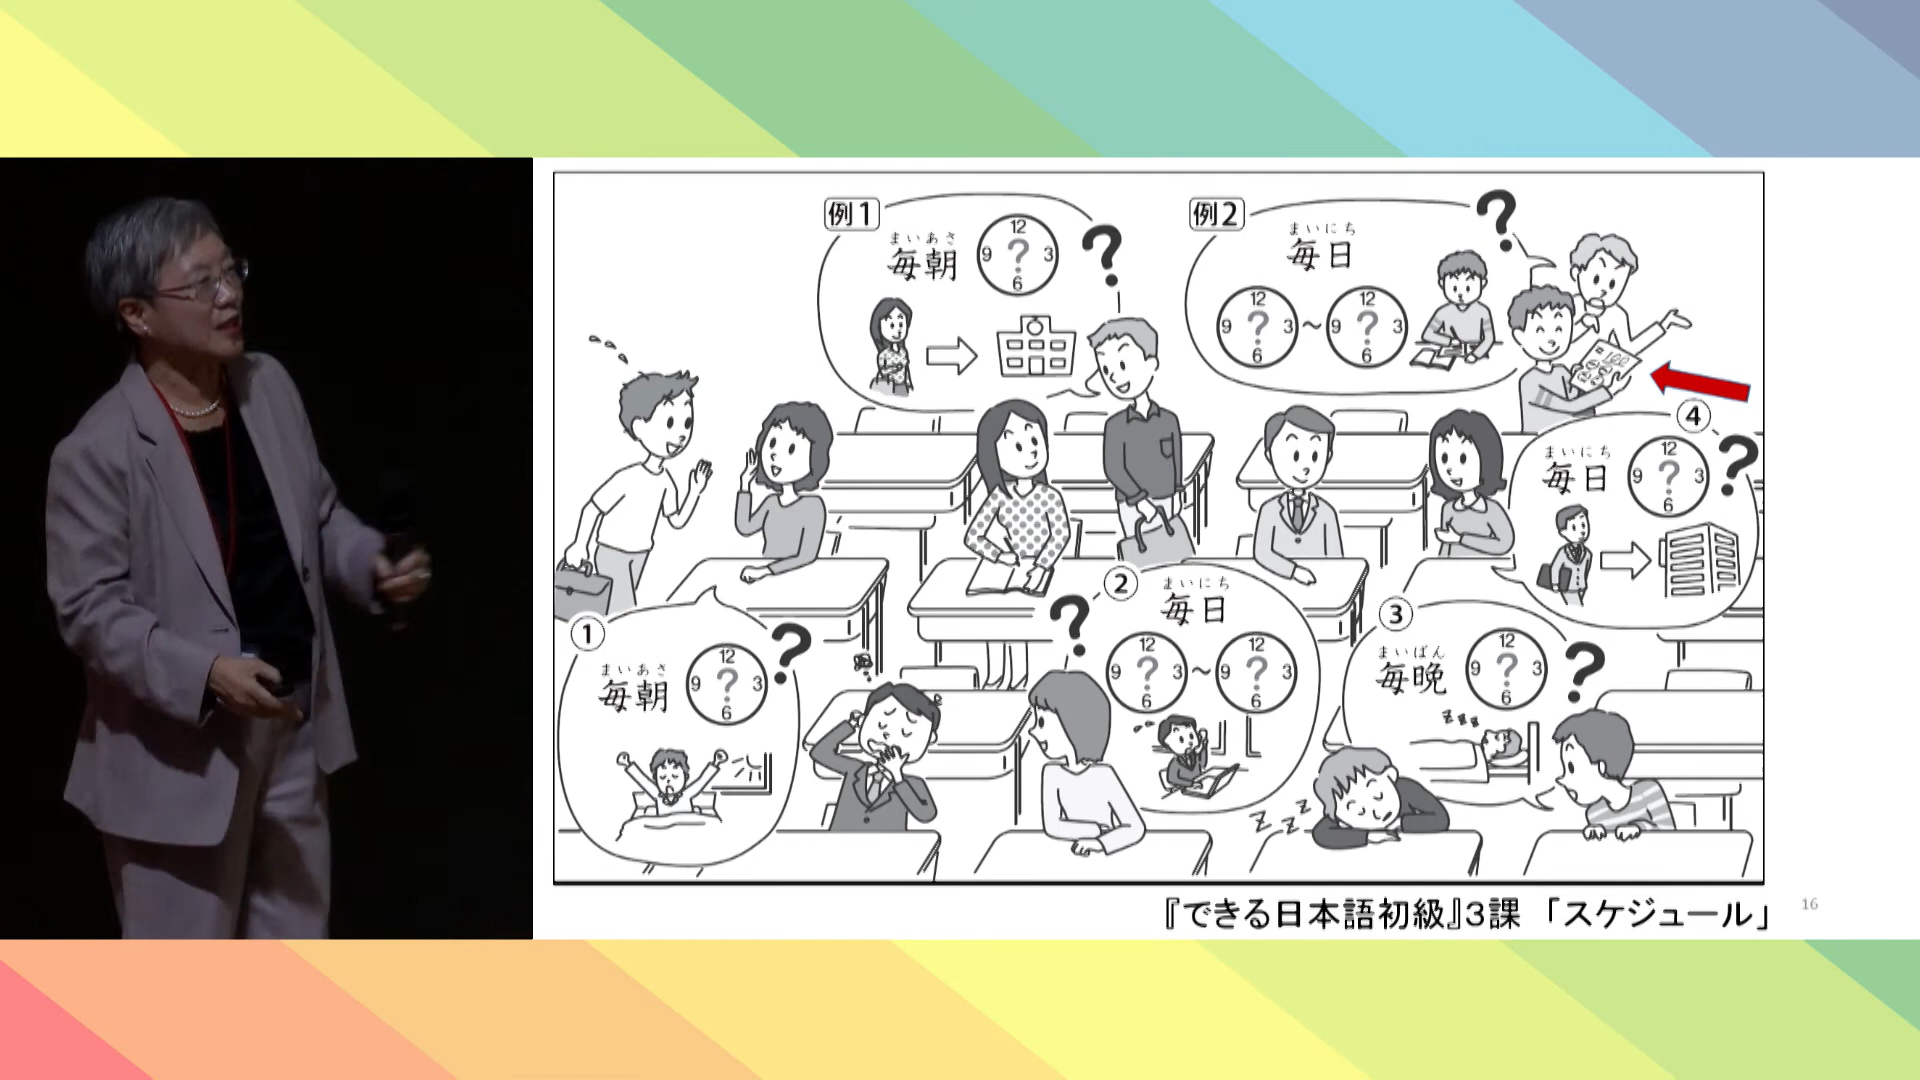 例1
まいあさ
毎朝
12
9 ? 3
6
?
例2
まいにち
毎日
12
9 ? 3
6
～
12
9 ? 3
6
?
100
④
まいにち
毎日
12
9 ? 3
6
?
①
まいあさ
毎朝
12
9 ? 3
6
?
②
まいにち
毎日
12
9 ? 3
6
～
12
9 ? 3
6
?
③
まいばん
毎晩
12
9 ? 3
6
?
z z z
z z z
『できる日本語初級』３課 「スケジュール」
16